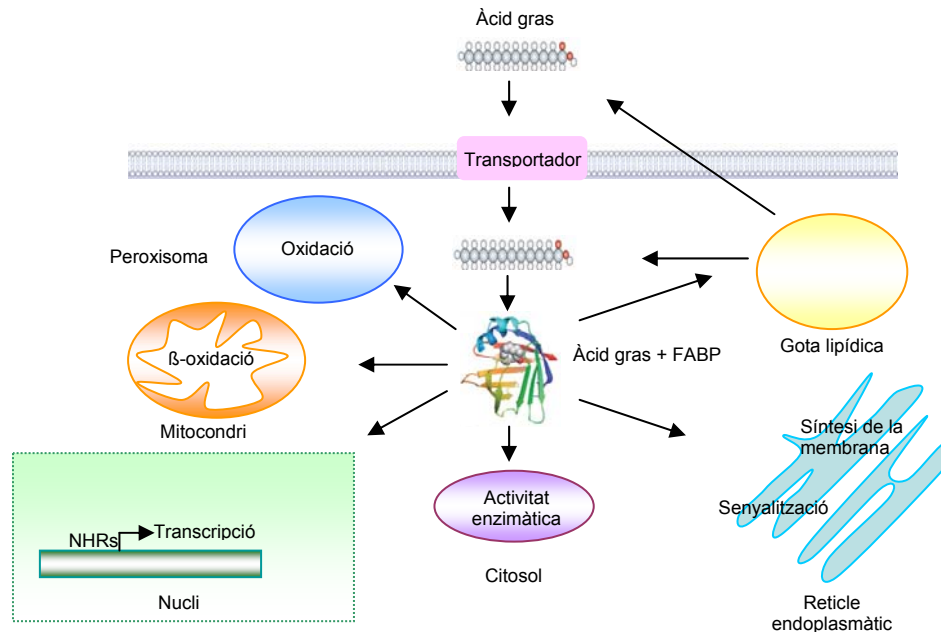 Àcid gras
Transportador
Peroxisoma
Oxidació
ß-oxidació
Mitocondri
Àcid gras + FABP
Gota lipídica
Síntesi de la
membrana
Senyalització
Reticle
endoplasmàtic
Activitat
enzimàtica
Citosol
NHRs
Transcripció
Nucli